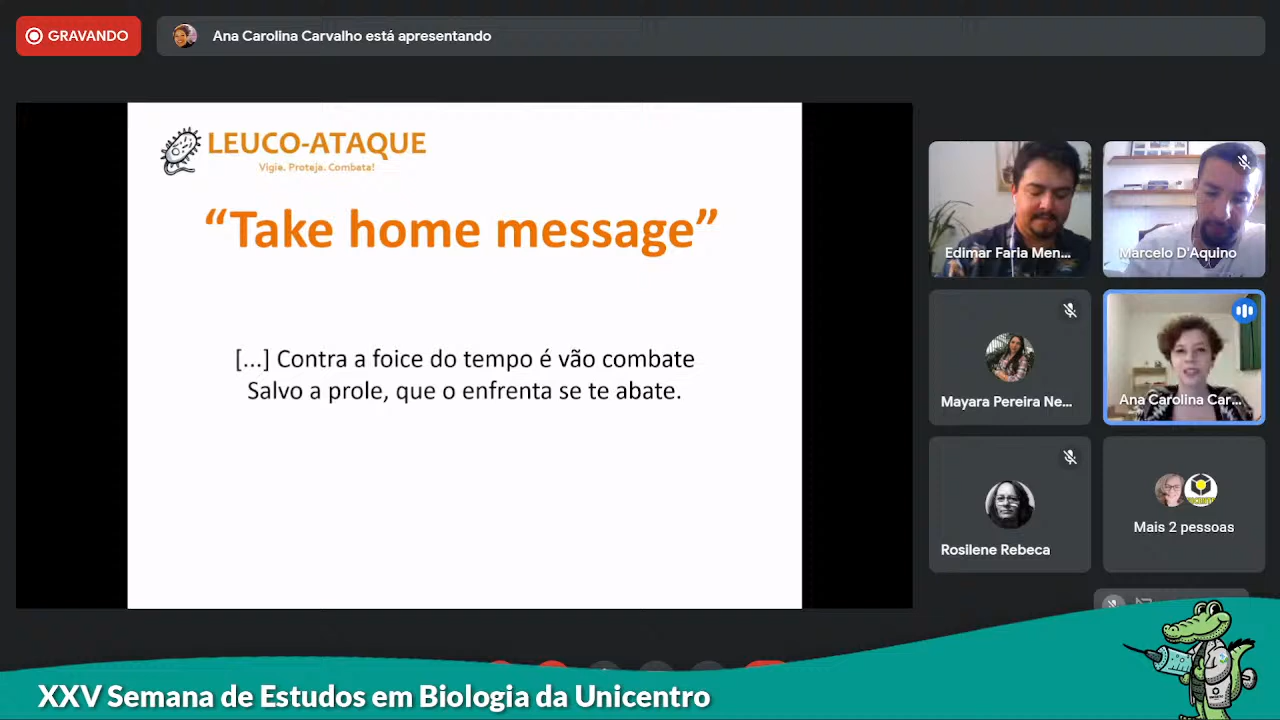 GRAVANDO
Ana Carolina Carvalho está apresentando
LEUCO-ATAQUE
Vigie. Proteja. Combata!
“Take home message”
[...] Contra a foice do tempo é vão combate
Salvo a prole, que o enfrenta se te abate.
Edimar Faria Men...
Marcelo D'Aquino
Mayara Pereira Ne...
Ana Carolina Car...
Rosilene Rebeca
Mais 2 pessoas
XXV Semana de Estudos em Biologia da Unicentro